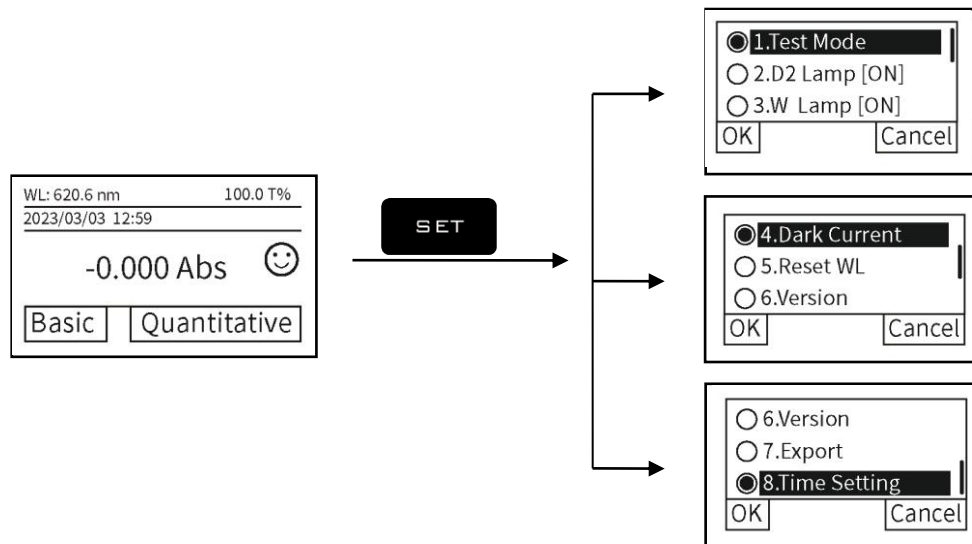 WL: 620.6 nm 100.0 T%
2023/03/03 12:59
-0.000 Abs
Basic Quantitative
SET
1.Test Mode
2.D2 Lamp [ON]
3.W Lamp [ON]
OK Cancel
4.Dark Current
5.Reset WL
6.Version
OK Cancel
6.Version
7.Export
8.Time Setting
OK Cancel